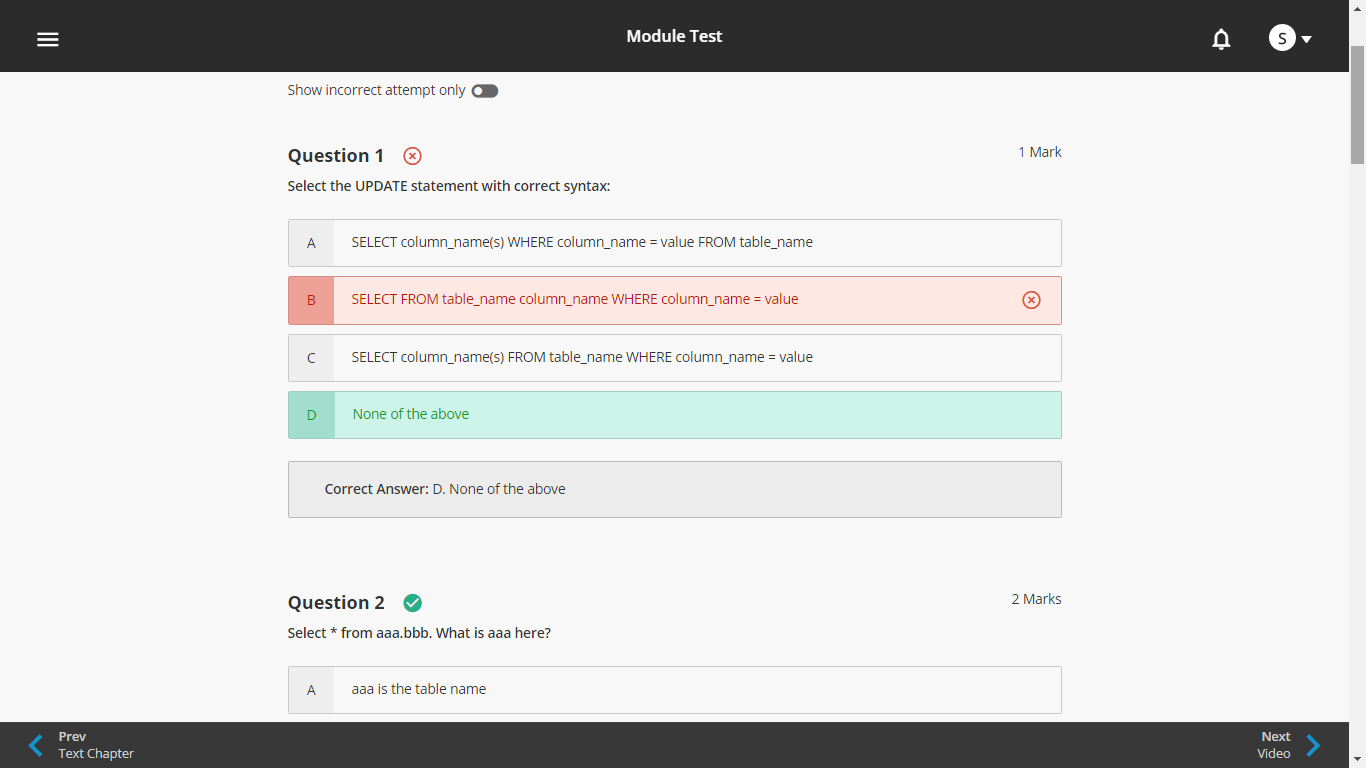 Module Test
S
Show incorrect attempt only
Question 1
1 Mark
Select the UPDATE statement with correct syntax:
A
SELECT column_name(s) WHERE column_name = value FROM table_name
B
SELECT FROM table_name column_name WHERE column_name = value
C
SELECT column_name(s) FROM table_name WHERE column_name = value
D
None of the above
Correct Answer: D. None of the above
Question 2
2 Marks
Select * from aaa.bbb. What is aaa here?
A
aaa is the table name
Prev
Text Chapter
Next
Video